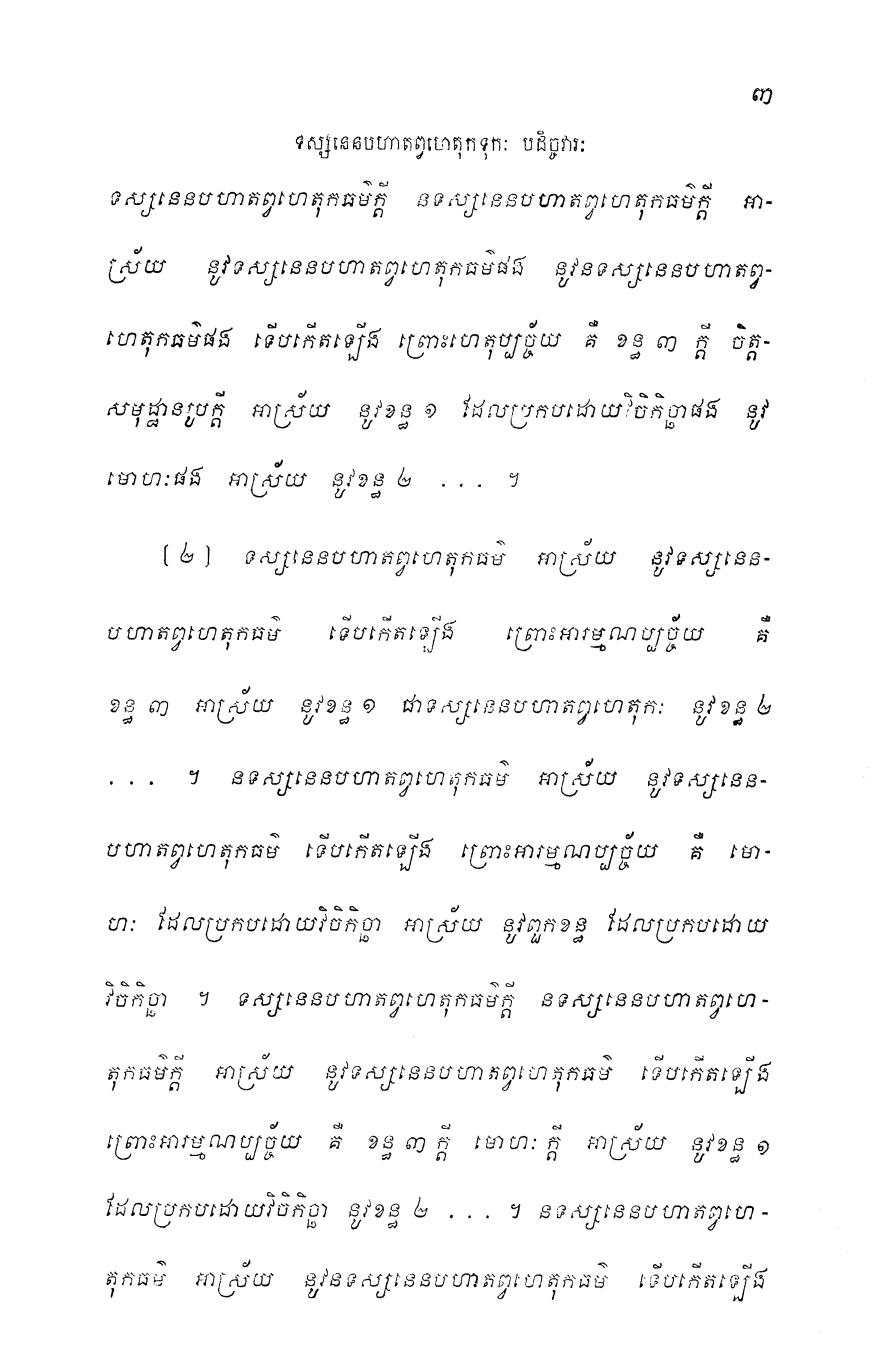 ៣
ទស្សនេនបហាតព្វហេតុកទុកៈ បដិច្ចវារៈ
ទស្សនេនបហាតព្វហេតុកធម៌ក្តី នទស្សនេនបហាតព្វហេតុកធម៌ក្តី អា-
ស្រ័យ នូវទស្សនេនបហាតព្វហេតុកធម៌ផង នូវនទស្សនេនបហាតព្វ-
ហេតុកធម៌ផង ទើបកើតឡើង ព្រោះហេតុប្បច្ច័យ គឺ ខន្ធ ៣ ក្តី ចិត្ត-
សមុដ្ឋានរូបក្តី អាស្រ័យ នូវខន្ធ ១ ដែលប្រកបដោយវិចិកិច្ឆាផង នូវ
មោហៈផង អាស្រ័យ នូវខន្ធ ២ . . . ។
[ ២ ] ទស្សនេនបហាតព្វហេតុកធម៌ អាស្រ័យ នូវទស្សនេន-
បហាតព្វហេតុកធម៌ ទើបកើតឡើង ព្រោះអារម្មណប្បច្ច័យ គឺ
ខន្ធ ៣ អាស្រ័យ នូវខន្ធ ១ ជាទស្សនេនបហាតព្វហេតុកៈ នូវខន្ធ ២
. . . ។ នទស្សនេនបហាតព្វហេតុកធម៌ អាស្រ័យ នូវទស្សនេន-
បហាតព្វហេតុកធម៌ ទើបកើតឡើង ព្រោះអារម្មណប្បច្ច័យ គឺ មោ-
ហៈ ដែលប្រកបដោយវិចិកិច្ឆា អាស្រ័យ នូវពួកខន្ធ ដែលប្រកបដោយ
វិចិកិច្ឆា ។ ទស្សនេនបហាតព្វហេតុកធម៌ក្តី នទស្សនេនបហាតព្វហេ-
តុកធម៌ក្តី អាស្រ័យ នូវទស្សនេនបហាតព្វហេតុកធម៌ ទើបកើតឡើង
ព្រោះអារម្មណប្បច្ច័យ គឺ ខន្ធ ៣ ក្តី មោហៈ ក្តី អាស្រ័យ នូវខន្ធ ១
ដែលប្រកបដោយវិចិកិច្ឆា នូវខន្ធ ២ . . . ។ នទស្សនេនបហាតព្វហេ-
តុកធម៌ អាស្រ័យ នូវនទស្សនេនបហាតព្វហេតុកធម៌ ទើបកើតឡើង